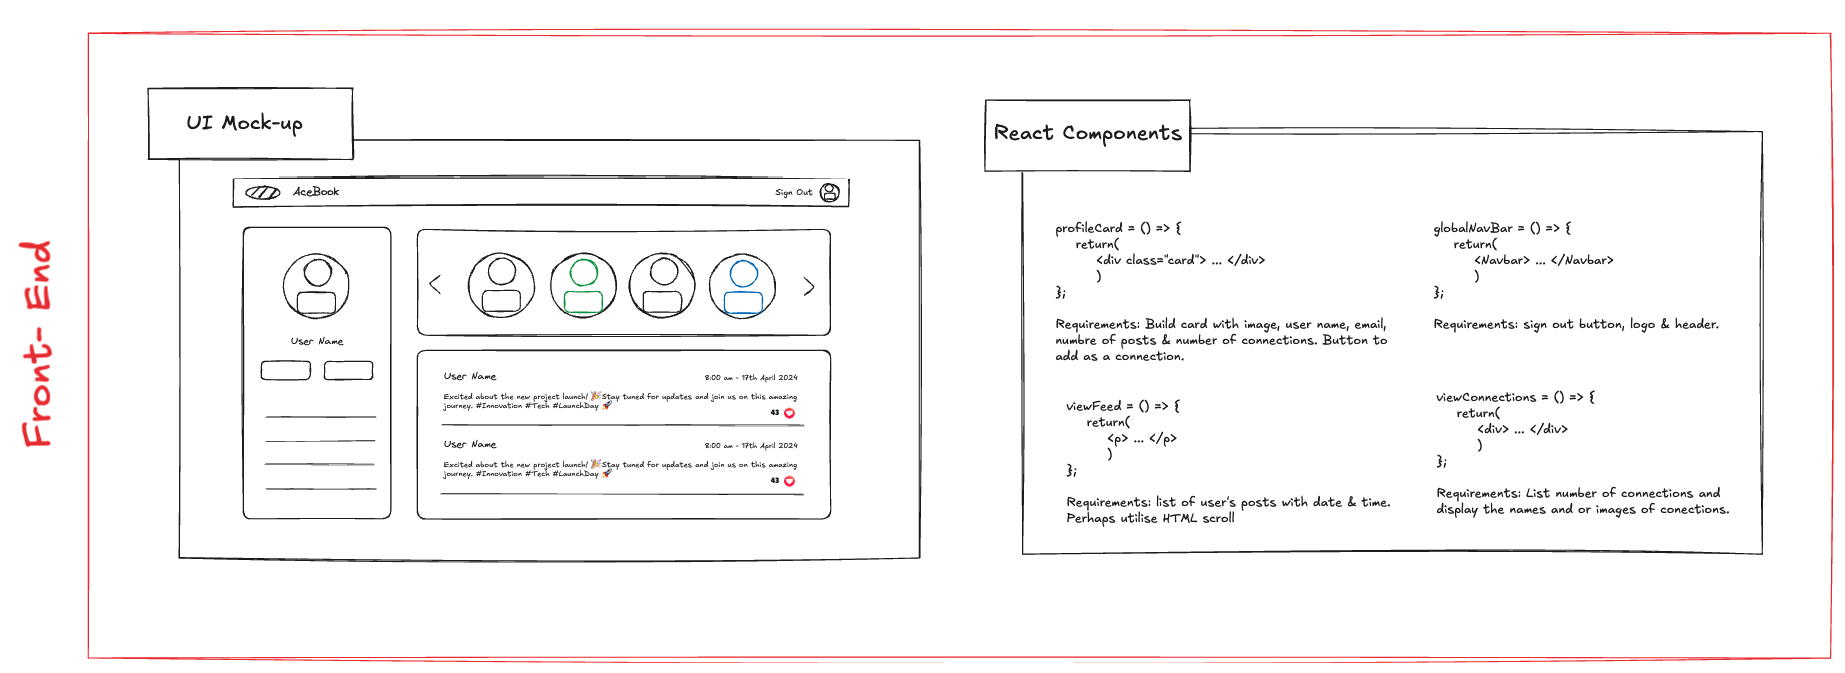 Front- End
UI Mock-up
AceBook
Sign Out
User Name
User Name
8:00 am - 17th April 2024
Excited about the new project launch! 🎉Stay tuned for updates and join us on this amazing
journey. #Innovation #Tech #LaunchDay 🚀
43
User Name
8:00 am - 17th April 2024
Excited about the new project launch! 🎉Stay tuned for updates and join us on this amazing
journey. #Innovation #Tech #LaunchDay 🚀
43
React Components
profileCard = () => {
return(
<div class="card"> ... </div>
)
};
Requirements: Build card with image, user name, email,
numbre of posts & number of connections. Button to
add as a connection.
globalNavBar = () => {
return(
<Navbar> ... </Navbar>
)
};
Requirements: sign out button, logo & header.
viewFeed = () => {
return(
<p> ... </p>
)
};
Requirements: list of user's posts with date & time.
Perhaps utilise HTML scroll
viewConnections = () => {
return(
<div> ... </div>
)
};
Requirements: List number of connections and
display the names and or images of conections.